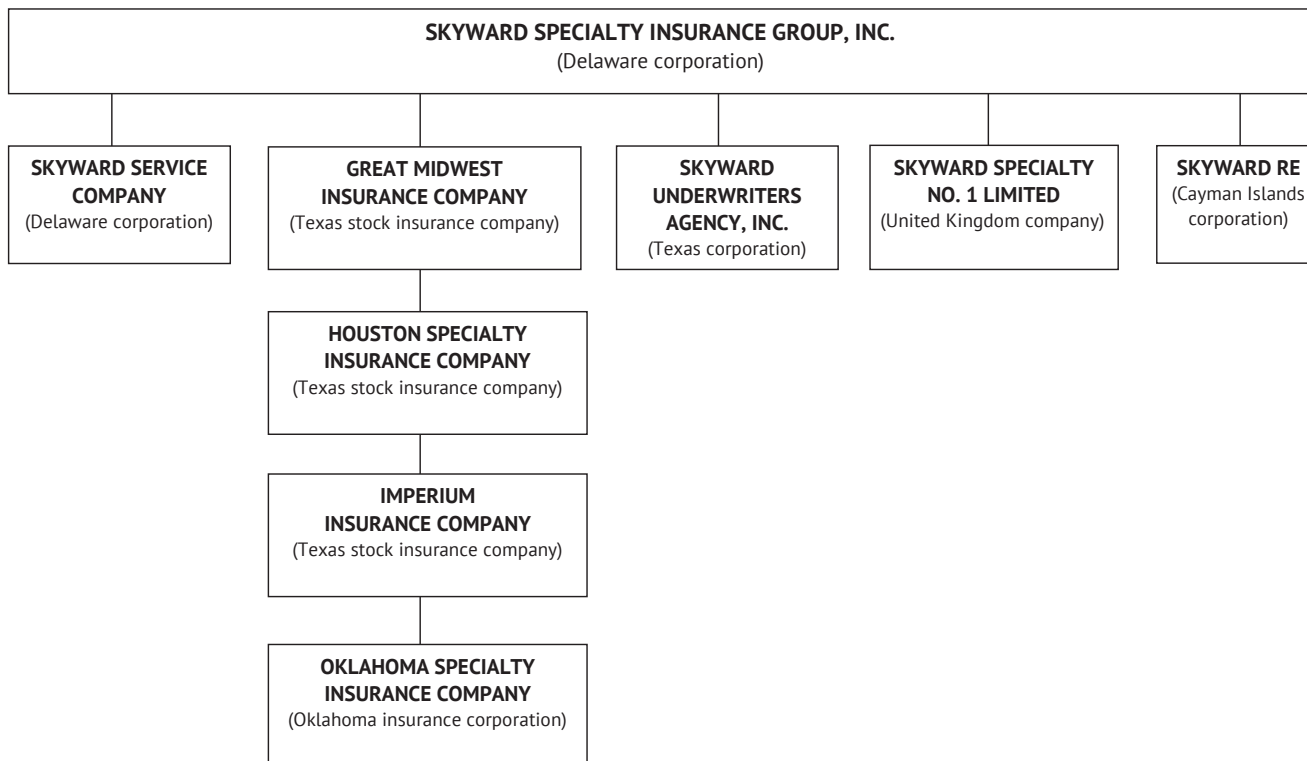 SKYWARD SPECIALTY INSURANCE GROUP, INC.
(Delaware corporation)
SKYWARD SERVICE
COMPANY
(Delaware corporation)
GREAT MIDWEST
INSURANCE COMPANY
(Texas stock insurance company)
SKYWARD
UNDERWRITERS
AGENCY, INC.
(Texas corporation)
SKYWARD SPECIALTY
NO. 1 LIMITED
(United Kingdom company)
SKYWARD RE
(Cayman Islands
corporation)
HOUSTON SPECIALTY
INSURANCE COMPANY
(Texas stock insurance company)
IMPERIUM
INSURANCE COMPANY
(Texas stock insurance company)
OKLAHOMA SPECIALTY
INSURANCE COMPANY
(Oklahoma insurance corporation)